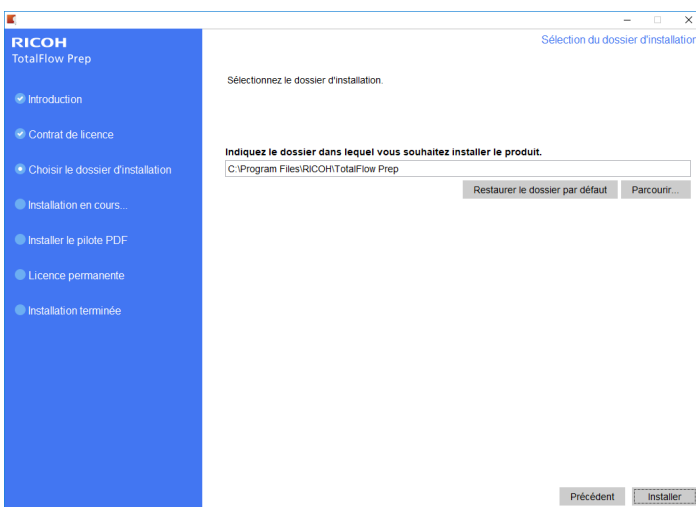 RICOH
TotalFlow Prep
Sélection du dossier d'installation
Sélectionnez le dossier d'installation.
Introduction
Contrat de licence
Choisir le dossier d'installation
Installation en cours...
Installer le pilote PDF
Licence permanente
Installation terminée
Indiquez le dossier dans lequel vous souhaitez installer le produit.
C:\Program Files\RICOH\TotalFlow Prep
Restaurer le dossier par défaut
Parcourir...
Précédent
Installer